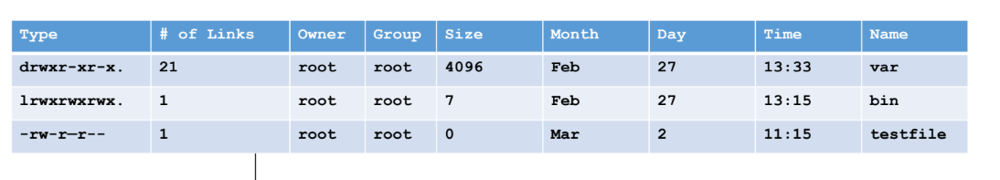 Type # of Links Owner Group Size Month Day Time Name
drwxr-xr-x. 21 root root 4096 Feb 27 13:33 var
lrwxrwxrwx. 1 root root 7 Feb 27 13:15 bin
-rw-r—r-- 1 root root 0 Mar 2 11:15 testfile